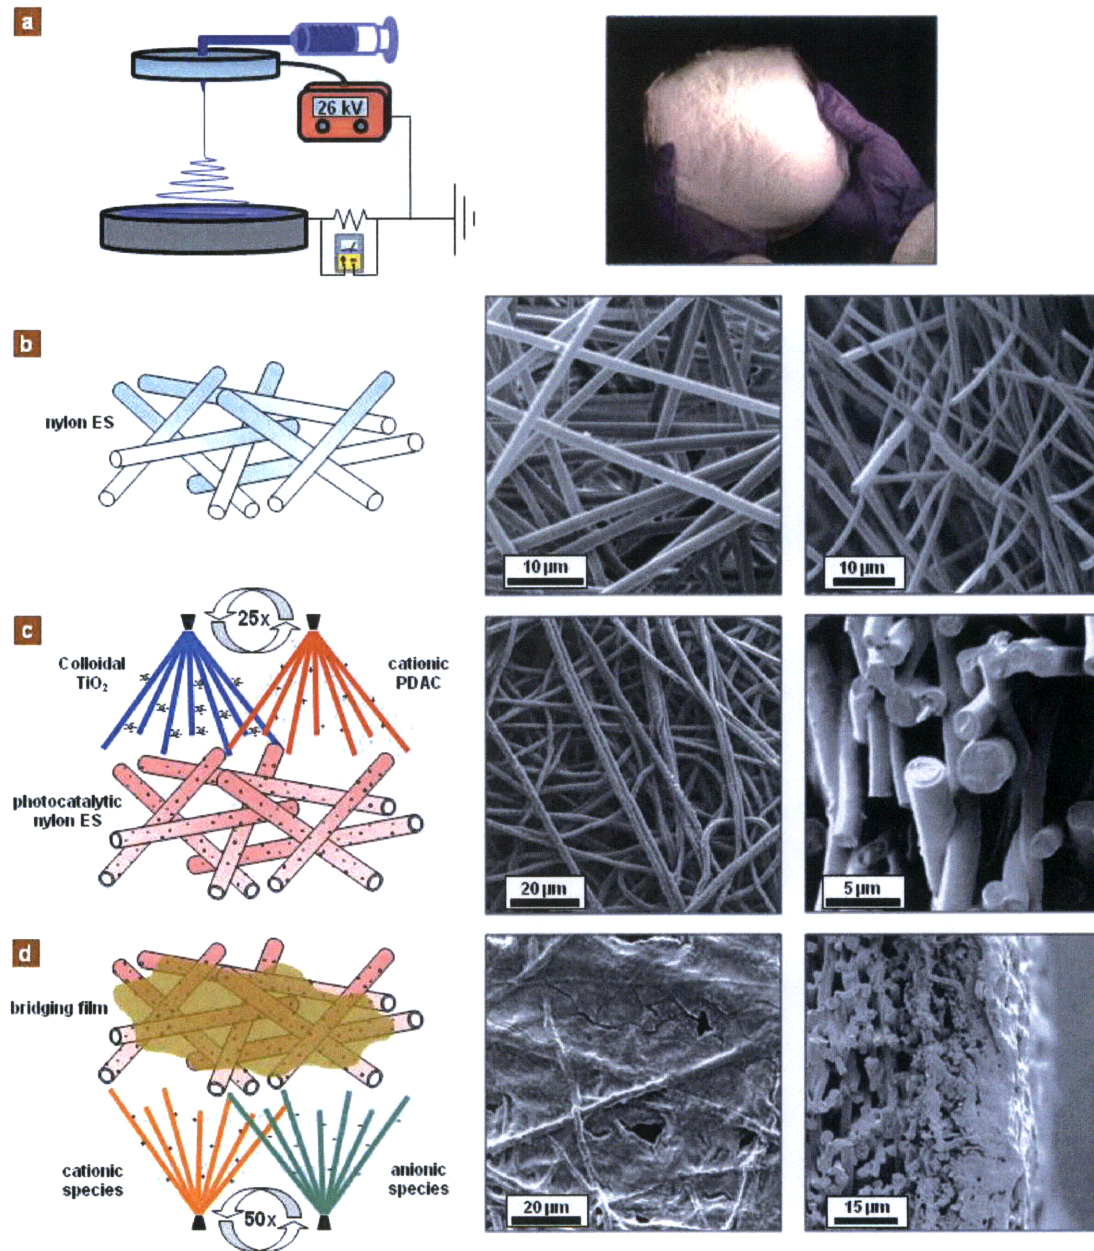 a
26 kV
b
nylon ES
10 µm
10 µm
c
25x
Colloidal
TiO₂
cationic
PDAC
photocatalytic
nylon ES
20 µm
5 µm
d
bridging film
cationic
species
anionic
species
50x
20 µm
15 µm